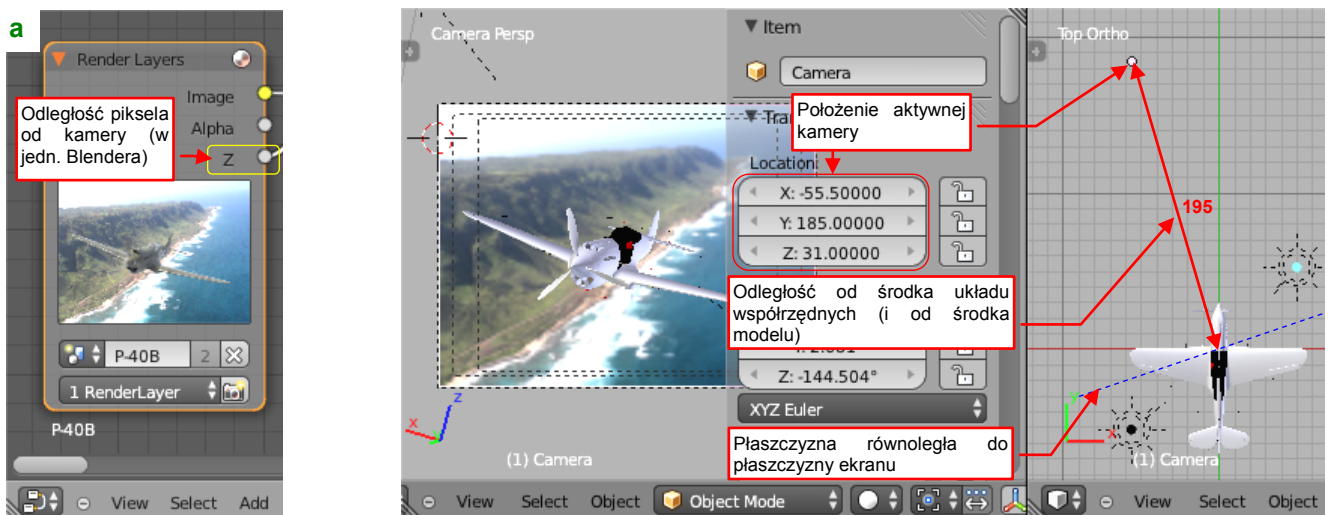 a
Render Layers
Image
Alpha
Z
Odległość piksela
od kamery (w
jedn. Blendera)
P-40B
2
1 RenderLayer
P-40B
View Select Add
Camera Persp
Item
Camera
Położenie aktywnej
kamery
Location:
X: -55.50000
Y: 185.00000
Z: 31.00000
Odległość od środka układu
współrzędnych (i od środka
modelu)
Z: -144.504°
XYZ Euler
Płaszczyzna równoległa do
płaszczyzny ekranu
x
z
(1) Camera
View Select Object Object Mode
Top Ortho
195
y
x
(1) Camera
View Select Object